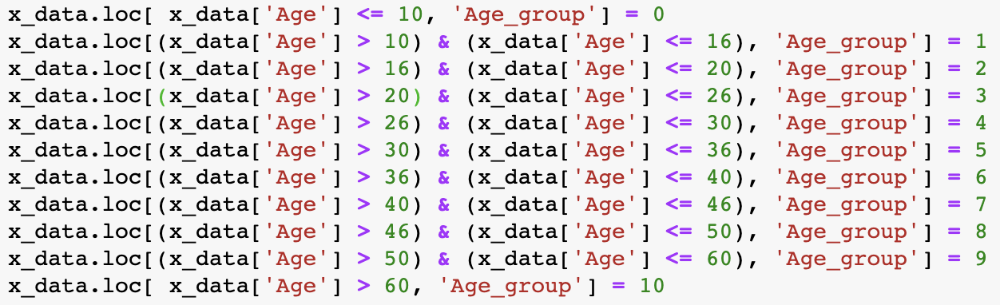 x_data.loc[ x_data['Age'] <= 10, 'Age_group'] = 0
x_data.loc[(x_data['Age'] > 10) & (x_data['Age'] <= 16), 'Age_group'] = 1
x_data.loc[(x_data['Age'] > 16) & (x_data['Age'] <= 20), 'Age_group'] = 2
x_data.loc[(x_data['Age'] > 20) & (x_data['Age'] <= 26), 'Age_group'] = 3
x_data.loc[(x_data['Age'] > 26) & (x_data['Age'] <= 30), 'Age_group'] = 4
x_data.loc[(x_data['Age'] > 30) & (x_data['Age'] <= 36), 'Age_group'] = 5
x_data.loc[(x_data['Age'] > 36) & (x_data['Age'] <= 40), 'Age_group'] = 6
x_data.loc[(x_data['Age'] > 40) & (x_data['Age'] <= 46), 'Age_group'] = 7
x_data.loc[(x_data['Age'] > 46) & (x_data['Age'] <= 50), 'Age_group'] = 8
x_data.loc[(x_data['Age'] > 50) & (x_data['Age'] <= 60), 'Age_group'] = 9
x_data.loc[ x_data['Age'] > 60, 'Age_group'] = 10